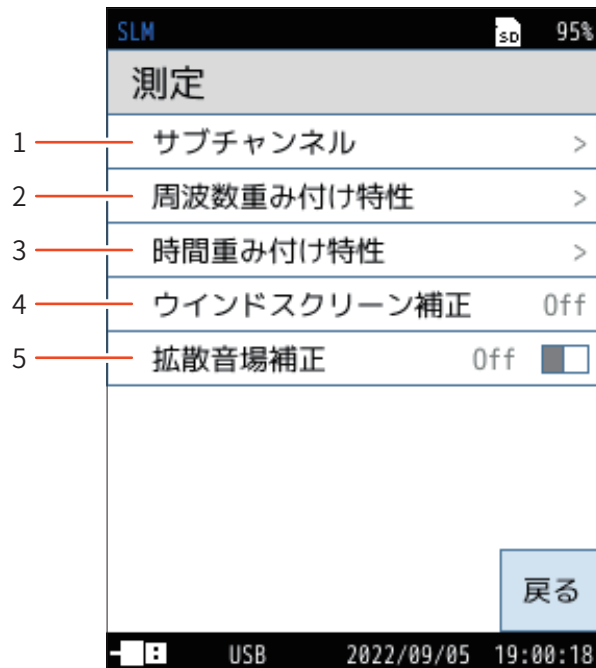 SLM SD 95%
測定
1 サブチャンネル >
2 周波数重み付け特性 >
3 時間重み付け特性 >
4 ウインドスクリーン補正 Off
5 拡散音場補正 Off
戻る
USB 2022/09/05 19:00:18